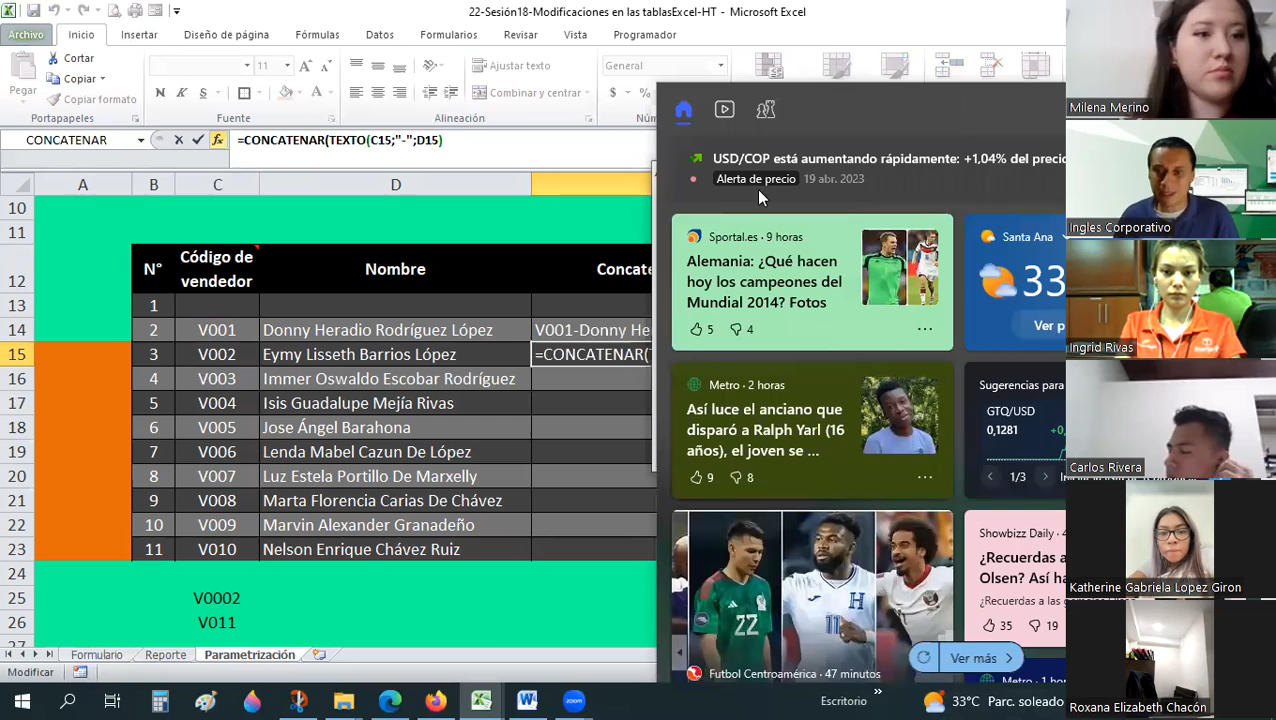 22-Sesión18-Modificaciones en las tablasExcel-HT - Microsoft Excel
Archivo Inicio Insertar Diseño de página Fórmulas Datos Formularios Revisar Vista Programador
Cortar
Copiar
Copiar formato
Pegar
Portapapeles
11
N K S
Fuente
Ajustar texto
General
$ %
CONCATENAR
fx
=CONCATENAR(TEXTO(C15;"-";D15)
A B C D
10
11
12 N° Código de vendedor Nombre
13 1
14 2 V001 Donny Heradio Rodríguez López V001-Donny He
15 3 V002 Eymy Lisseth Barrios López =CONCATENAR(
16 4 V003 Immer Oswaldo Escobar Rodríguez
17 5 V004 Isis Guadalupe Mejía Rivas
18 6 V005 Jose Ángel Barahona
19 7 V006 Lenda Mabel Cazun De López
20 8 V007 Luz Estela Portillo De Marxelly
21 9 V008 Marta Florencia Carias De Chávez
22 10 V009 Marvin Alexander Granadeño
23 11 V010 Nelson Enrique Chávez Ruiz
24
25 V0002
26 V011
Formulario Reporte Parametrización
Modificar
USD/COP está aumentando rápidamente: +1,04% del precio
Alerta de precio 19 abr. 2023
Sportal.es · 9 horas
Alemania: ¿Qué hacen
hoy los campeones del
Mundial 2014? Fotos
5 4
Santa Ana
33
Ver p
Metro · 2 horas
Así luce el anciano que
disparó a Ralph Yarl (16
años), el joven se ...
9 8
Sugerencias para
GTQ/USD
0,1281
1/3
22
Futbol Centroamérica · 47 minutos
Showbizz Daily · 4
¿Recuerdas a
Olsen? Así ha
¿Recuerdas a las g
35 19
Ver más
Metro · 1 hor
Escritorio
33°C Parc. soleado
Milena Merino
Ingles Corporativo
Ingrid Rivas
Carlos Rivera
Katherine Gabriela Lopez Giron
Roxana Elizabeth Chacón